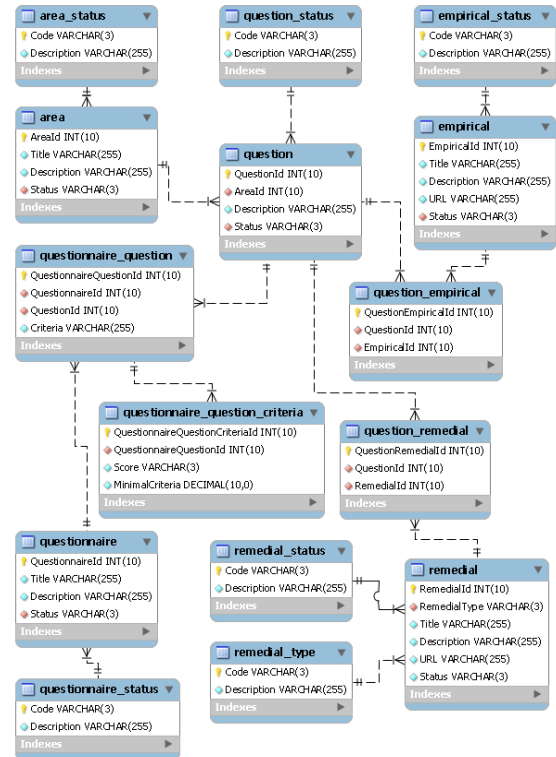 area_status
Code VARCHAR(3)
Description VARCHAR(255)
Indexes
question_status
Code VARCHAR(3)
Description VARCHAR(255)
Indexes
empirical_status
Code VARCHAR(3)
Description VARCHAR(255)
Indexes
area
AreaId INT(10)
Title VARCHAR(255)
Description VARCHAR(255)
Status VARCHAR(3)
Indexes
question
QuestionId INT(10)
AreaId INT(10)
Description VARCHAR(255)
Status VARCHAR(3)
Indexes
empirical
EmpiricalId INT(10)
Title VARCHAR(255)
Description VARCHAR(255)
URL VARCHAR(255)
Status VARCHAR(3)
Indexes
questionnaire_question
QuestionnaireQuestionId INT(10)
QuestionnaireId INT(10)
QuestionId INT(10)
Criteria VARCHAR(255)
Indexes
question_empirical
QuestionEmpiricalId INT(10)
QuestionId INT(10)
EmpiricalId INT(10)
Indexes
questionnaire_question_criteria
QuestionnaireQuestionCriteriaId INT(10)
QuestionnaireQuestionId INT(10)
Score VARCHAR(3)
MinimalCriteria DECIMAL(10,0)
Indexes
question_remedial
QuestionRemedialId INT(10)
QuestionId INT(10)
RemedialId INT(10)
Indexes
questionnaire
QuestionnaireId INT(10)
Title VARCHAR(255)
Description VARCHAR(255)
Status VARCHAR(3)
Indexes
remedial_status
Code VARCHAR(3)
Description VARCHAR(255)
Indexes
remedial
RemedialId INT(10)
RemedialType VARCHAR(3)
Title VARCHAR(255)
Description VARCHAR(255)
URL VARCHAR(255)
Status VARCHAR(3)
Indexes
remedial_type
Code VARCHAR(3)
Description VARCHAR(255)
Indexes
questionnaire_status
Code VARCHAR(3)
Description VARCHAR(255)
Indexes